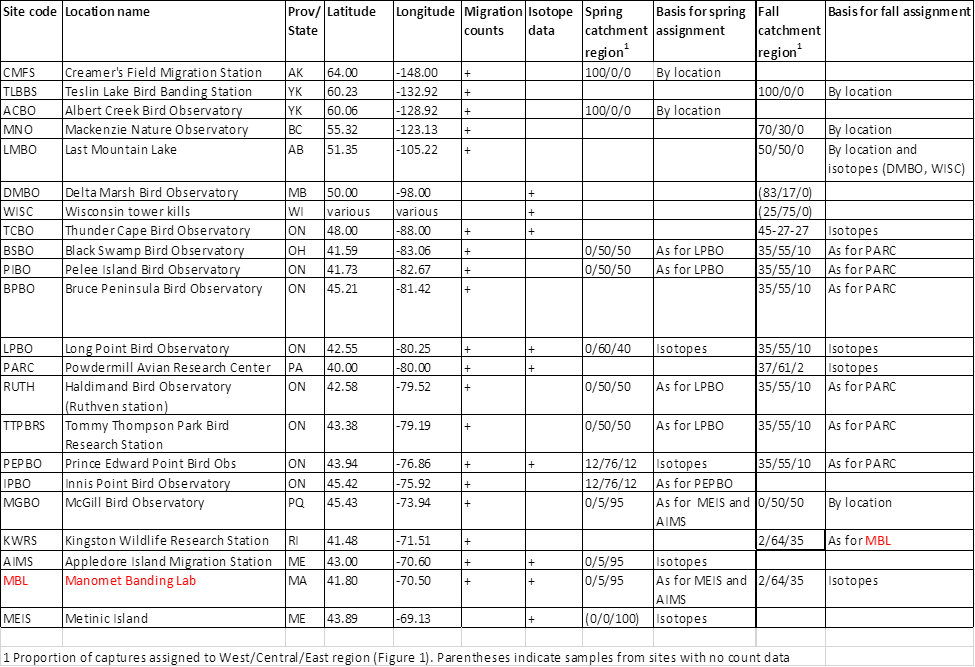 Site code Location name Prov/ State Latitude Longitude Migration counts Isotope data Spring catchment region1 Basis for spring assignment Fall catchment region1 Basis for fall assignment
CMFS Creamer's Field Migration Station AK 64.00 -148.00 + 100/0/0 By location
TLBBS Teslin Lake Bird Banding Station YK 60.23 -132.92 + 100/0/0 By location
ACBO Albert Creek Bird Observatory YK 60.06 -128.92 + 100/0/0 By location
MNO Mackenzie Nature Observatory BC 55.32 -123.13 + 70/30/0 By location
LMBO Last Mountain Lake AB 51.35 -105.22 + 50/50/0 By location and
isotopes (DMBO, WISC)
DMBO Delta Marsh Bird Observatory MB 50.00 -98.00 + (83/17/0)
WISC Wisconsin tower kills WI various various + (25/75/0)
TCBO Thunder Cape Bird Observatory ON 48.00 -88.00 + + 45-27-27 Isotopes
BSBO Black Swamp Bird Observatory OH 41.59 -83.06 + 0/50/50 As for LPBO 35/55/10 As for PARC
PIBO Pelee Island Bird Observatory ON 41.73 -82.67 + 0/50/50 As for LPBO 35/55/10 As for PARC
BPBO Bruce Peninsula Bird Observatory ON 45.21 -81.42 + 35/55/10 As for PARC
LPBO Long Point Bird Observatory ON 42.55 -80.25 + + 0/60/40 Isotopes 35/55/10 Isotopes
PARC Powdermill Avian Research Center PA 40.00 -80.00 + + 37/61/2 Isotopes
RUTH Haldimand Bird Observatory ON 42.58 -79.52 + 0/50/50 As for LPBO 35/55/10 As for PARC
(Ruthven station)
TTPBRS Tommy Thompson Park Bird ON 43.38 -79.19 + 0/50/50 As for LPBO 35/55/10 As for PARC
Research Station
PEPBO Prince Edward Point Bird Obs ON 43.94 -76.86 + + 12/76/12 Isotopes 35/55/10 As for PARC
IPBO Innis Point Bird Observatory ON 45.42 -75.92 + 12/76/12 As for PEPBO
MGBO McGill Bird Observatory PQ 45.43 -73.94 + 0/5/95 As for MEIS and 0/50/50 By location
AIMS
KWRS Kingston Wildlife Research Station RI 41.48 -71.51 + 2/64/35 As for MBL
AIMS Appledore Island Migration Station ME 43.00 -70.60 + + 0/5/95 Isotopes
MBL Manomet Banding Lab MA 41.80 -70.50 + + 0/5/95 As for MEIS and 2/64/35 Isotopes
AIMS
MEIS Metinic Island ME 43.89 -69.13 + (0/0/100) Isotopes
1 Proportion of captures assigned to West/Central/East region (Figure 1). Parentheses indicate samples from sites with no count data